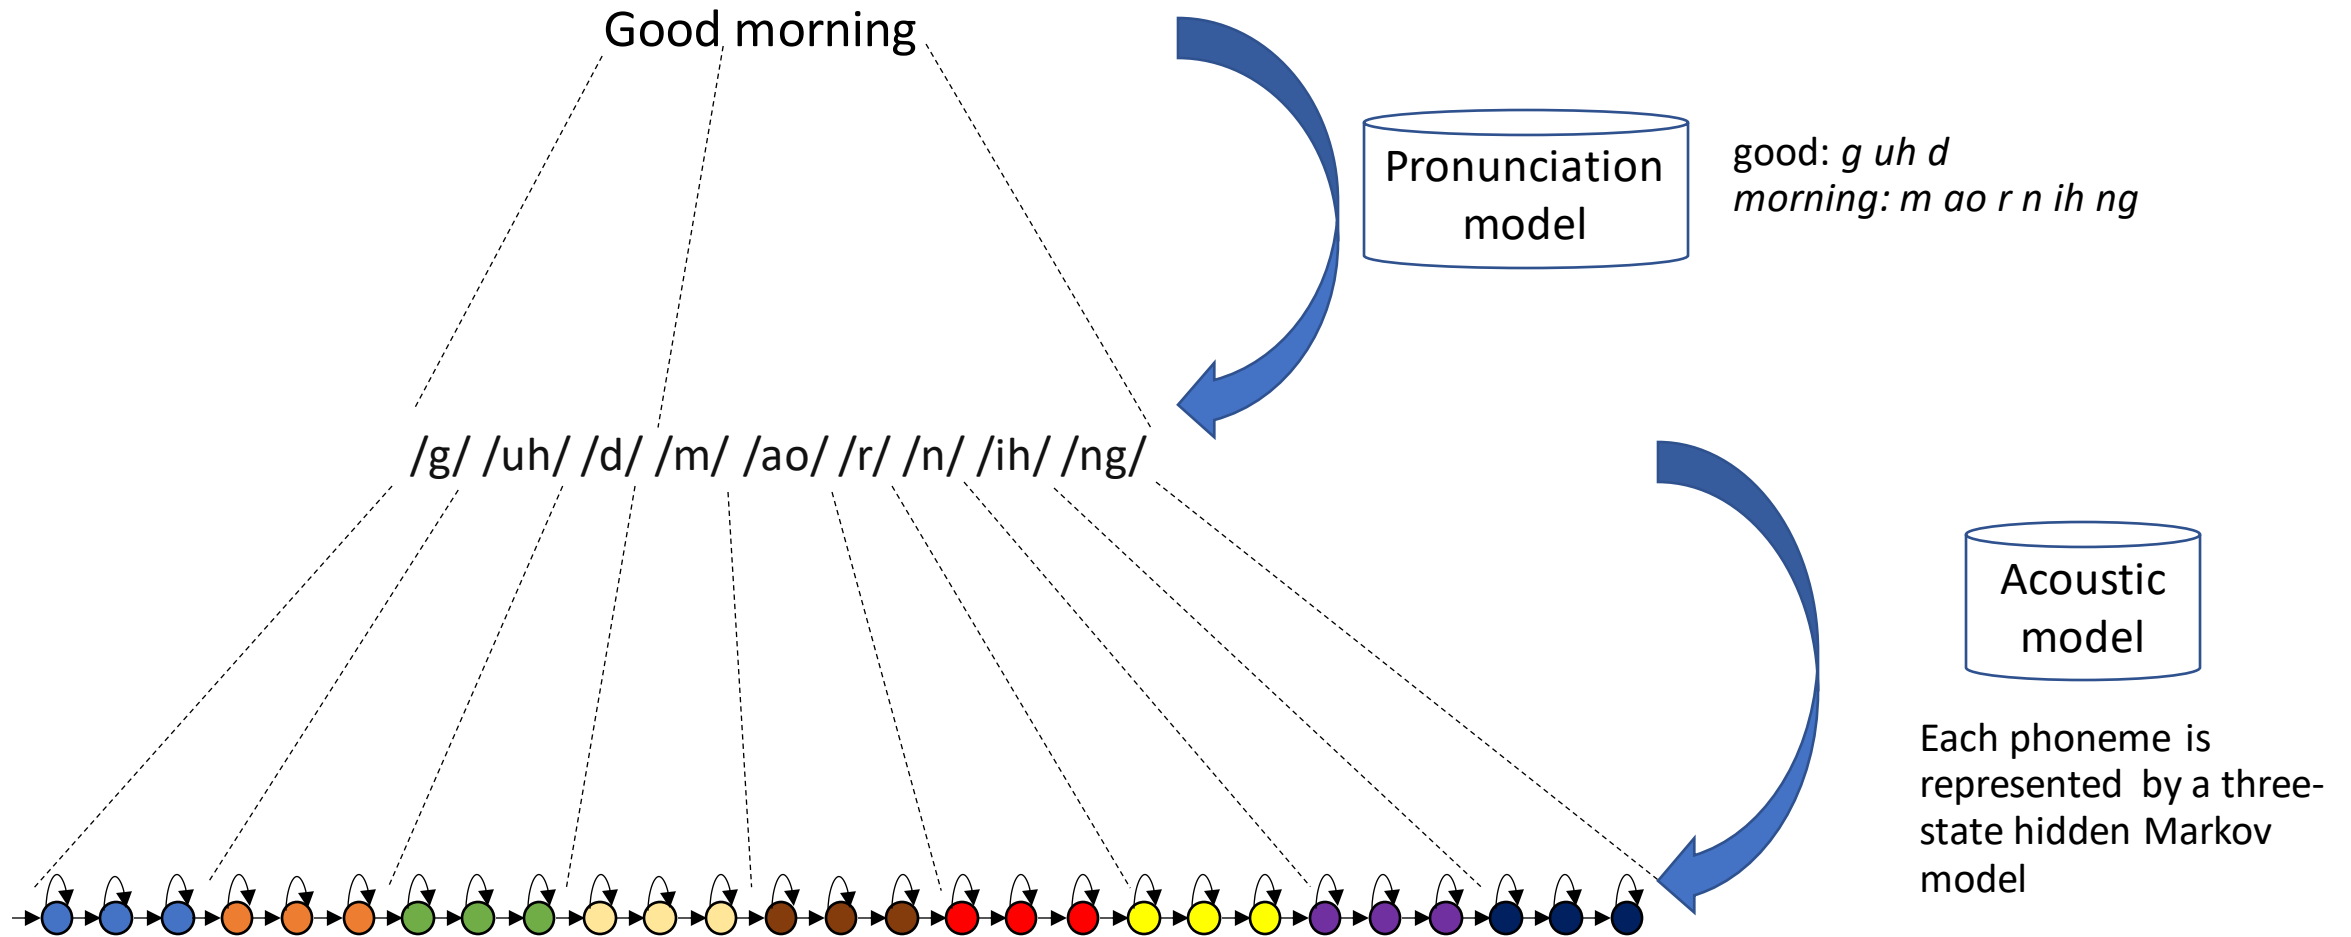 Good morning
Pronunciation
model
good: g uh d
morning: m ao r n ih ng
/g/ /uh/ /d/ /m/ /ao/ /r/ /n/ /ih/ /ng/
Acoustic
model
Each phoneme is
represented by a three-
state hidden Markov
model